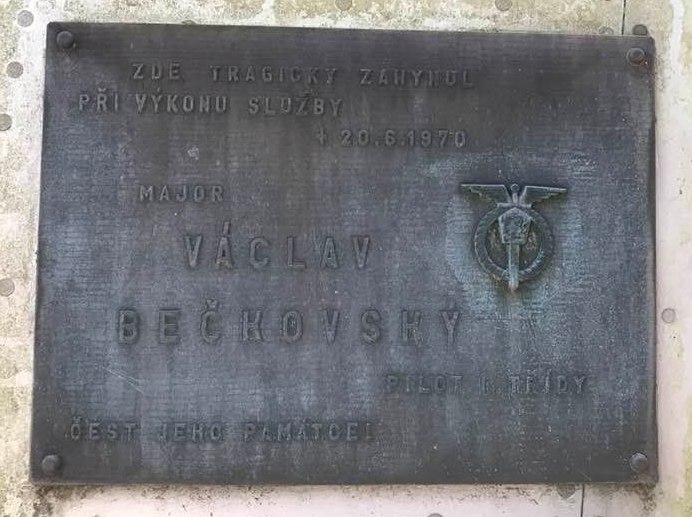 ZDE TRAGICKY ZAHYNUL
PŘI VÝKONU SLUŽBY
+ 20.6.1970
MAJOR
VÁCLAV
BEČKOVSKÝ
PILOT I. TŘÍDY
ČEST JEHO PAMÁTCE!